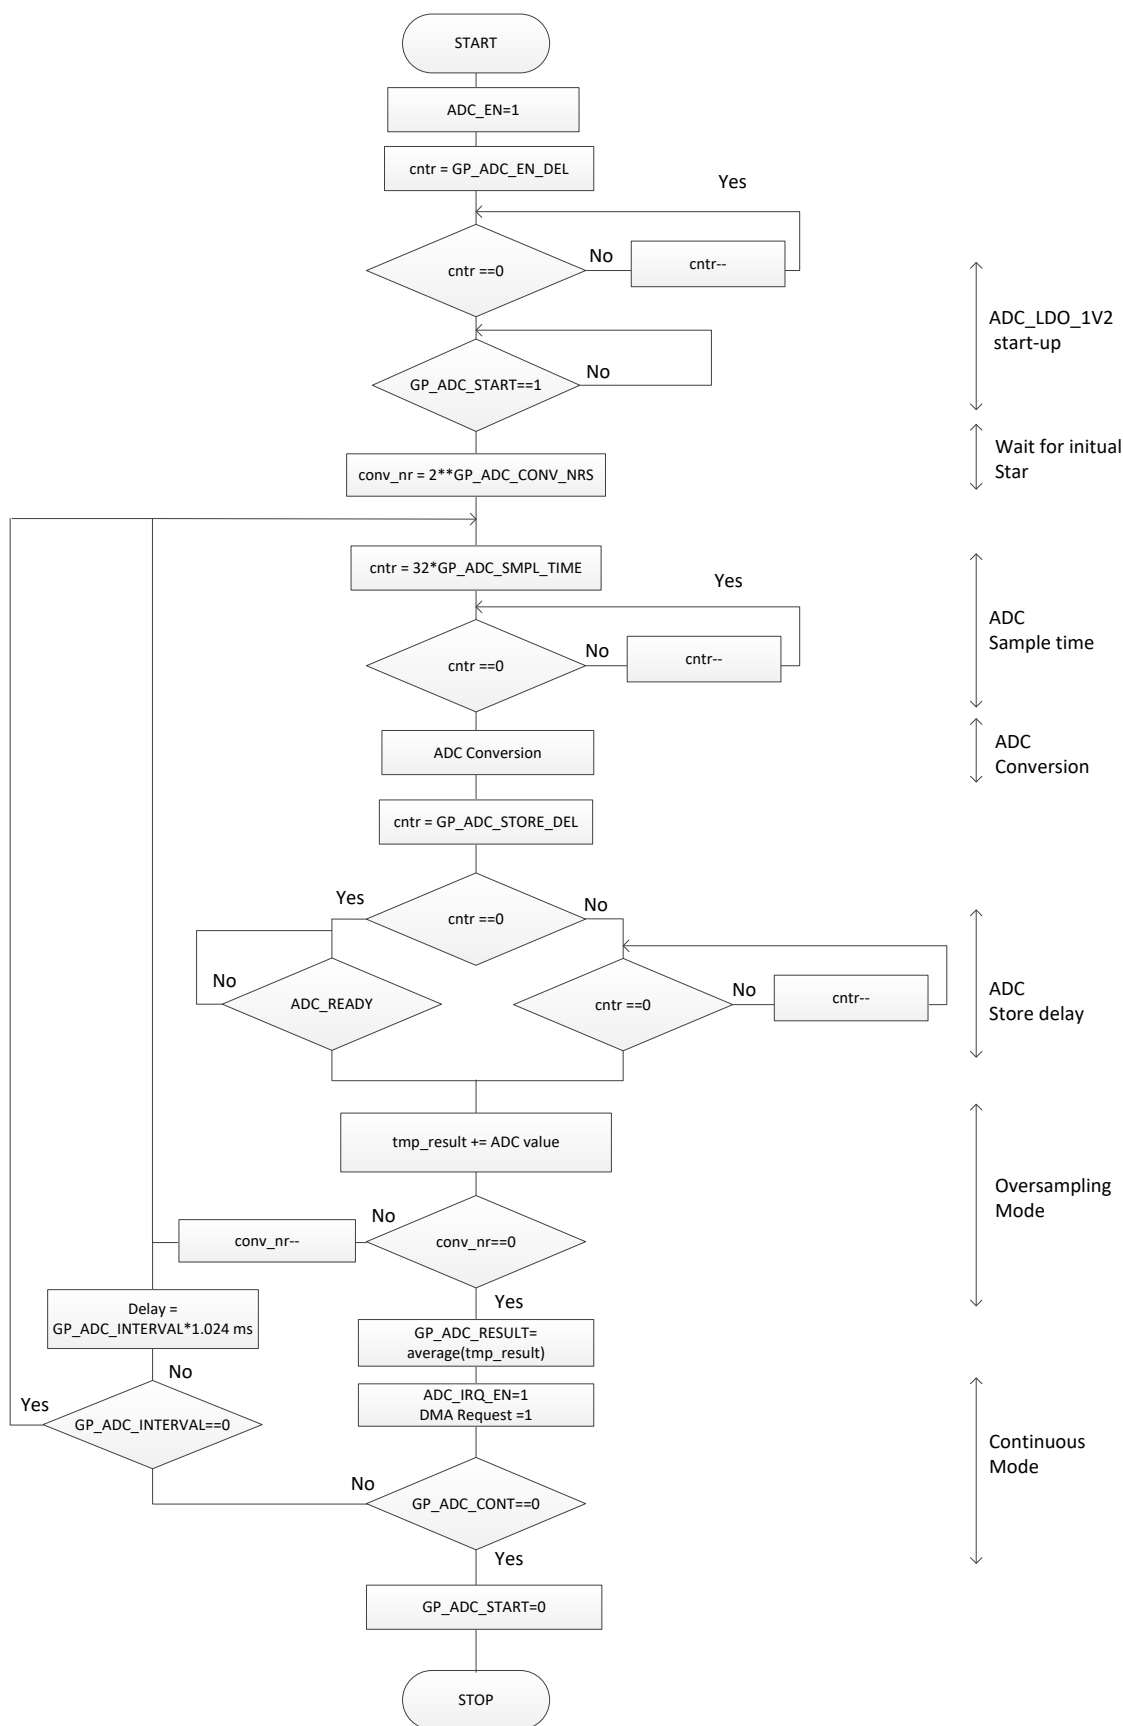 START
ADC_EN=1
cntr = GP_ADC_EN_DEL
Yes
cntr ==0
No
cntr--
ADC_LDO_1V2
start-up
GP_ADC_START==1
No
Wait for initual
Star
conv_nr = 2**GP_ADC_CONV_NRS
cntr = 32*GP_ADC_SMPL_TIME
Yes
cntr ==0
No
cntr--
ADC
Sample time
ADC Conversion
ADC
Conversion
cntr = GP_ADC_STORE_DEL
Yes
cntr ==0
No
No
ADC_READY
cntr ==0
No
cntr--
ADC
Store delay
tmp_result += ADC value
Oversampling
Mode
conv_nr--
No
conv_nr==0
Yes
Delay =
GP_ADC_INTERVAL*1.024 ms
GP_ADC_RESULT=
average(tmp_result)
No
Yes
GP_ADC_INTERVAL==0
ADC_IRQ_EN=1
DMA Request =1
Continuous
Mode
No
GP_ADC_CONT==0
Yes
GP_ADC_START=0
STOP